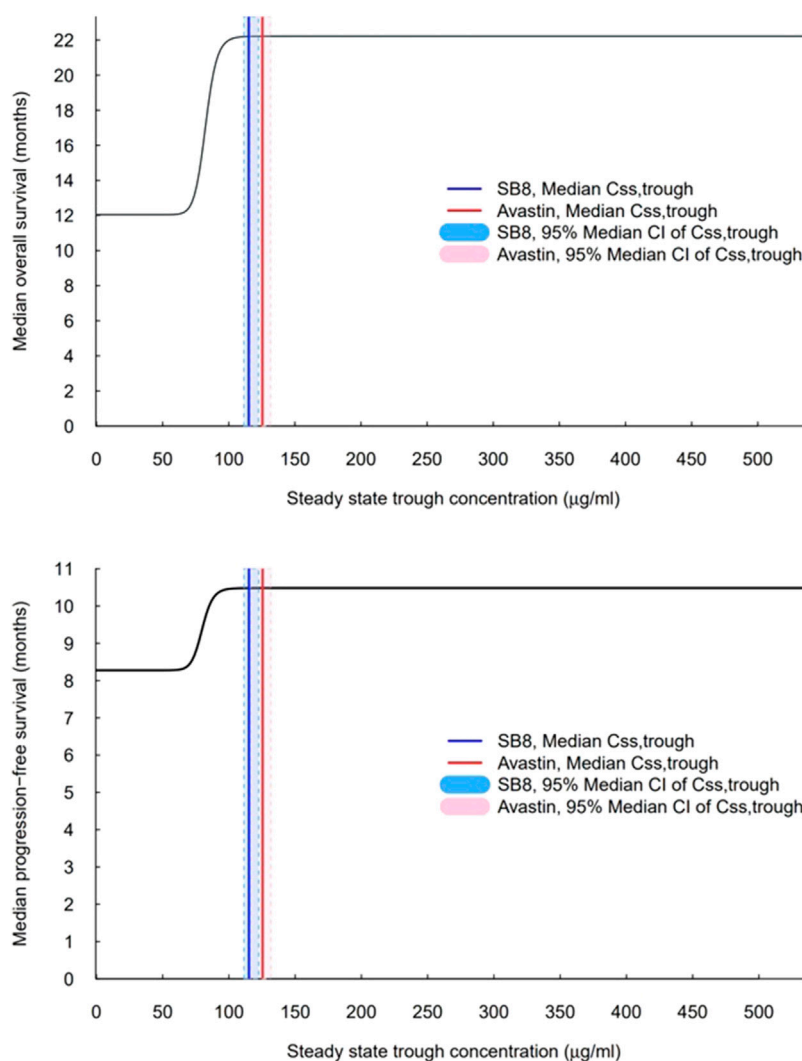 Median overall survival (months)
22
20
18
16
14
12
10
8
6
4
2
0
SB8, Median Css,trough
Avastin, Median Css,trough
SB8, 95% Median CI of Css,trough
Avastin, 95% Median CI of Css,trough
0 50 100 150 200 250 300 350 400 450 500
Steady state trough concentration (μg/ml)
Median progression−free survival (months)
11
10
9
8
7
6
5
4
3
2
1
0
SB8, Median Css,trough
Avastin, Median Css,trough
SB8, 95% Median CI of Css,trough
Avastin, 95% Median CI of Css,trough
0 50 100 150 200 250 300 350 400 450 500
Steady state trough concentration (μg/ml)